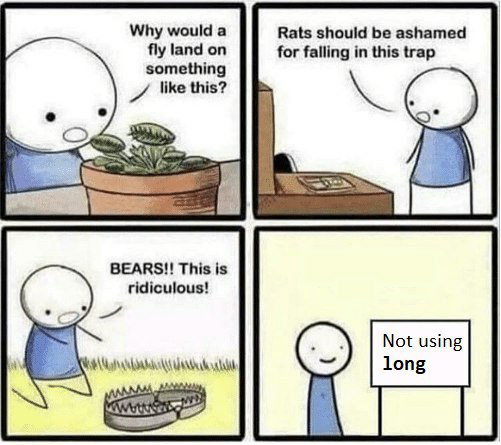 Why would a
fly land on
something
like this?
Rats should be ashamed
for falling in this trap
BEARS!! This is
ridiculous!
Not using
long